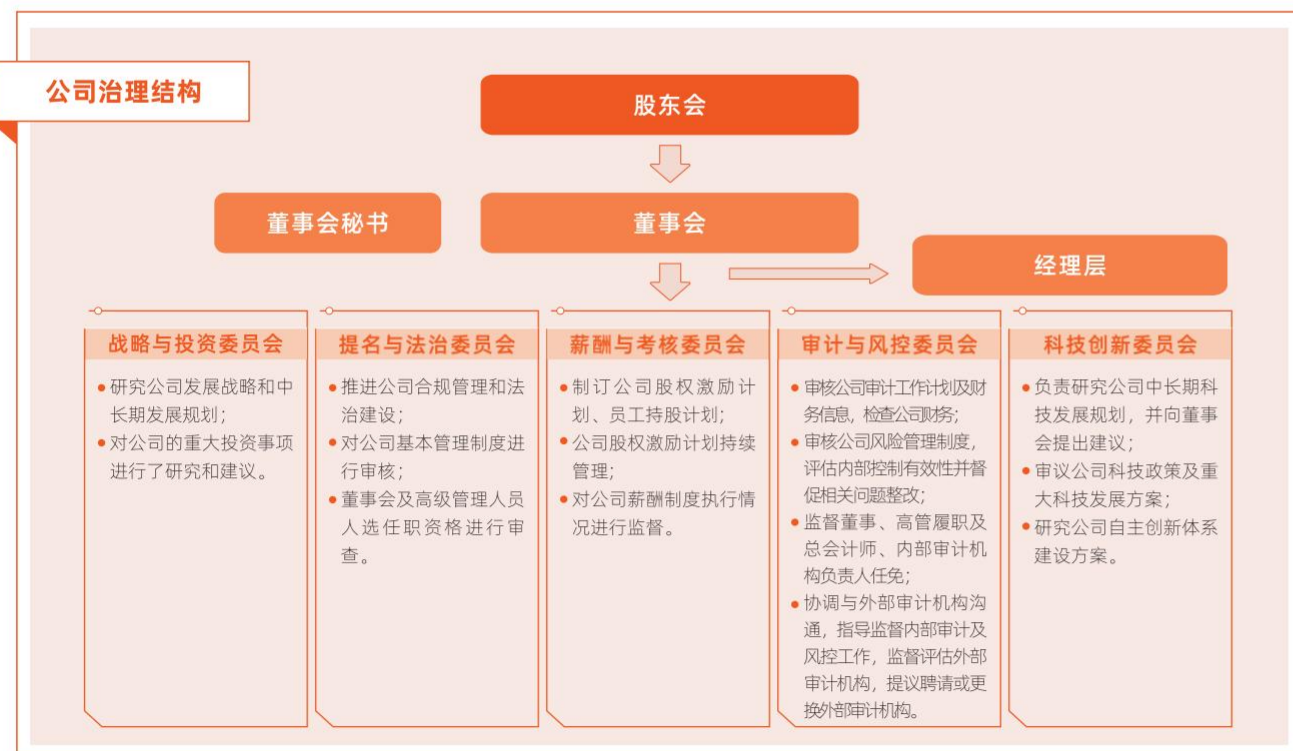 公司治理结构
股东会
董事会秘书
董事会
经理层
战略与投资委员会
研究公司发展战略和中
长期发展规划；
对公司的重大投资事项
进行了研究和建议。
提名与法治委员会
推进公司合规管理和法
治建设；
对公司基本管理制度进
行审核；
董事会及高级管理人员
人选任职资格进行审
查。
薪酬与考核委员会
制订公司股权激励计
划、员工持股计划；
公司股权激励计划持续
管理；
对公司薪酬制度执行情
况进行监督。
审计与风控委员会
审核公司审计工作计划及财
务信息，检查公司财务；
审核公司风险管理制度，
评估内部控制有效性并督
促相关问题整改；
监督董事、高管履职及
总会计师、内部审计机
构负责人任免；
协调与外部审计机构沟
通，指导监督内部审计及
风控工作，监督评估外部
审计机构，提议聘请或更
换外部审计机构。
科技创新委员会
负责研究公司中长期科
技发展规划，并向董事
会提出建议；
审议公司科技政策及重
大科技发展方案；
研究公司自主创新体系
建设方案。